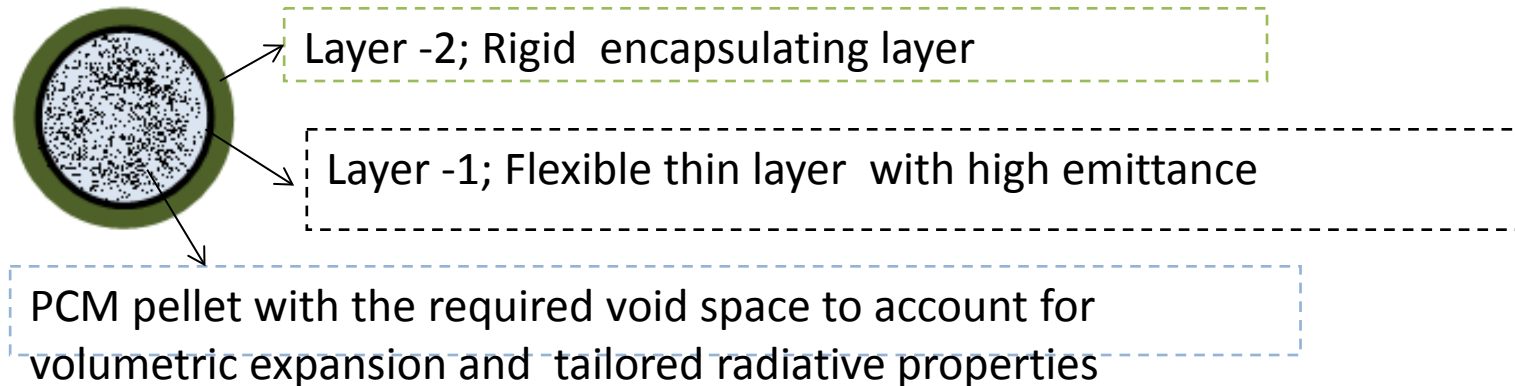 Layer -2; Rigid encapsulating layer
Layer -1; Flexible thin layer with high emittance
PCM pellet with the required void space to account for
volumetric expansion and tailored radiative properties